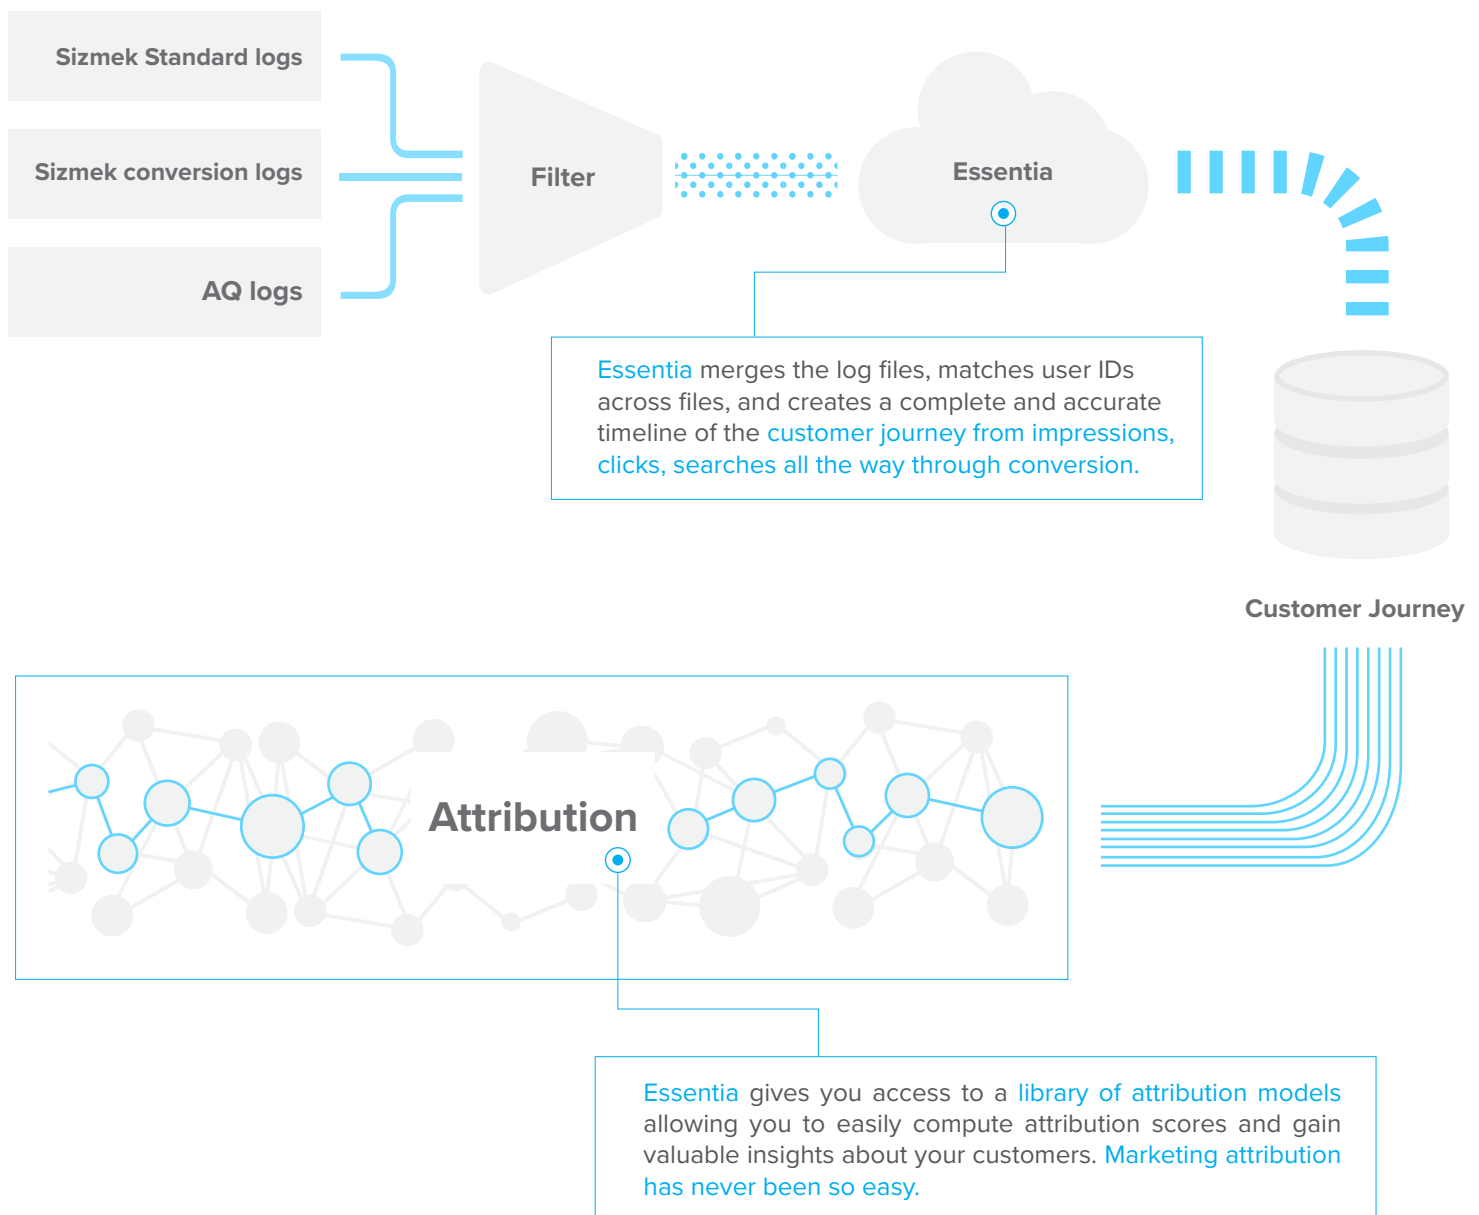 Sizmek Standard logs
Sizmek conversion logs
AQ logs
Filter
Essentia
Essentia merges the log files, matches user IDs
across files, and creates a complete and accurate
timeline of the customer journey from impressions,
clicks, searches all the way through conversion.
Customer Journey
Attribution
Essentia gives you access to a library of attribution models
allowing you to easily compute attribution scores and gain
valuable insights about your customers. Marketing attribution
has never been so easy.